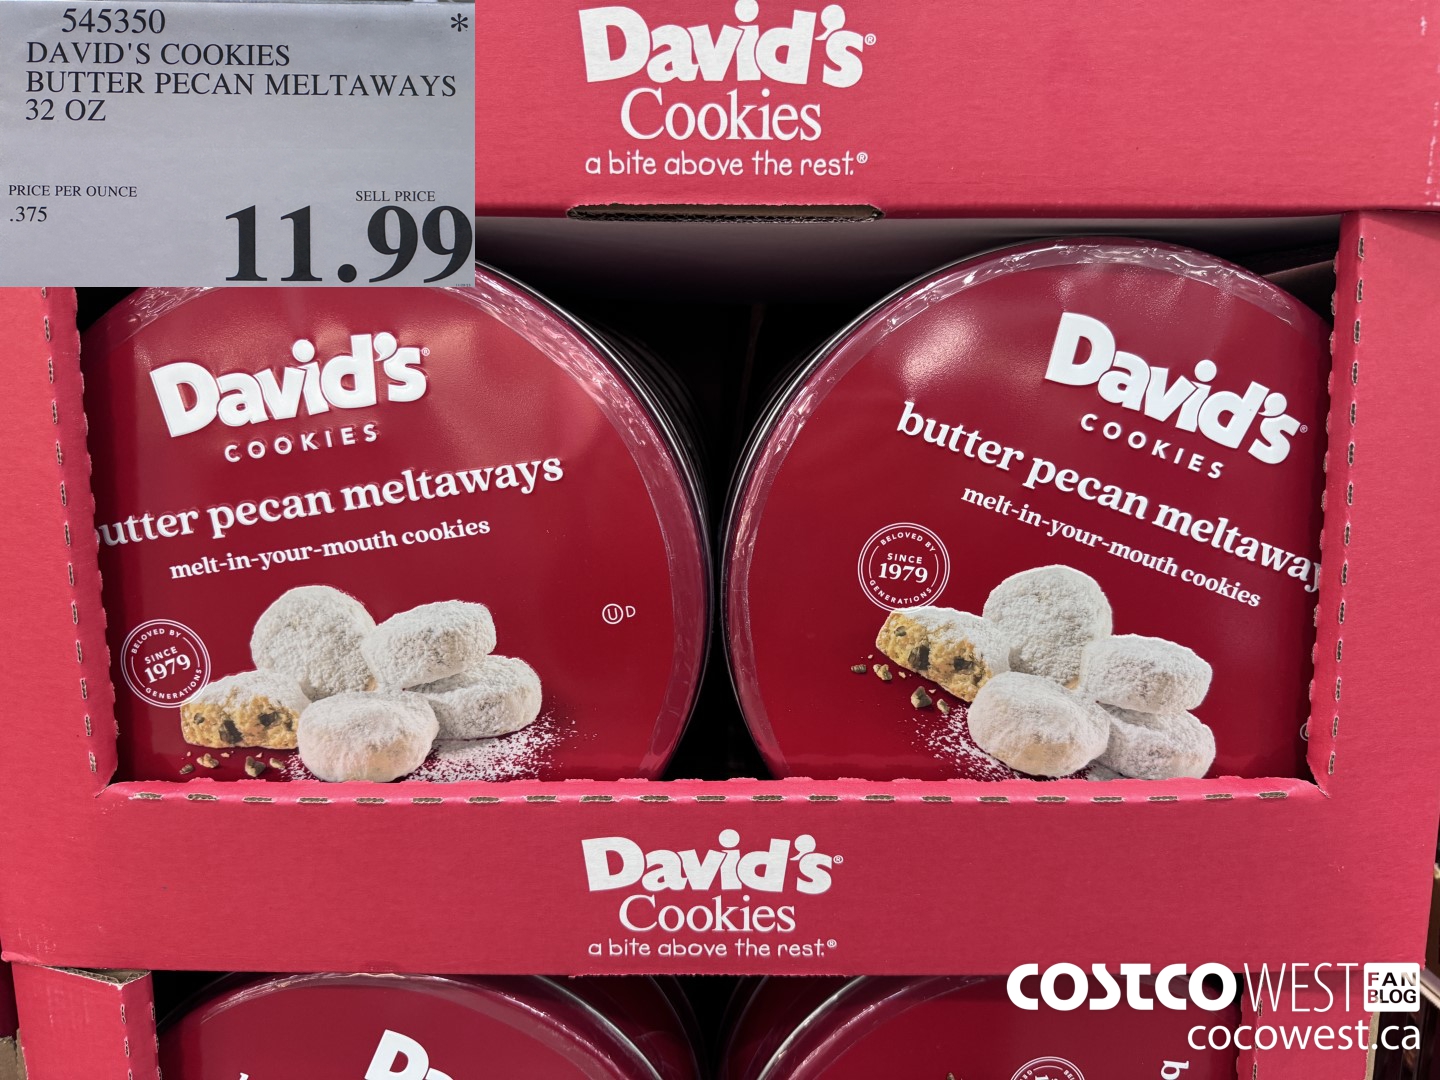 545350 *
DAVID'S COOKIES
BUTTER PECAN MELTAWAYS
32 OZ
PRICE PER OUNCE
.375
SELL PRICE
11.99
David's®
Cookies
a bite above the rest.®
David's®
COOKIES
utter pecan meltaways
melt-in-your-mouth cookies
BELOVED BY
SINCE
1979
GENERATIONS
U D
David's®
COOKIES
butter pecan meltaway
melt-in-your-mouth cookies
BELOVED BY
SINCE
1979
GENERATIONS
David's®
Cookies
a bite above the rest.®
COSTCO WEST FAN BLOG
cocowest.ca